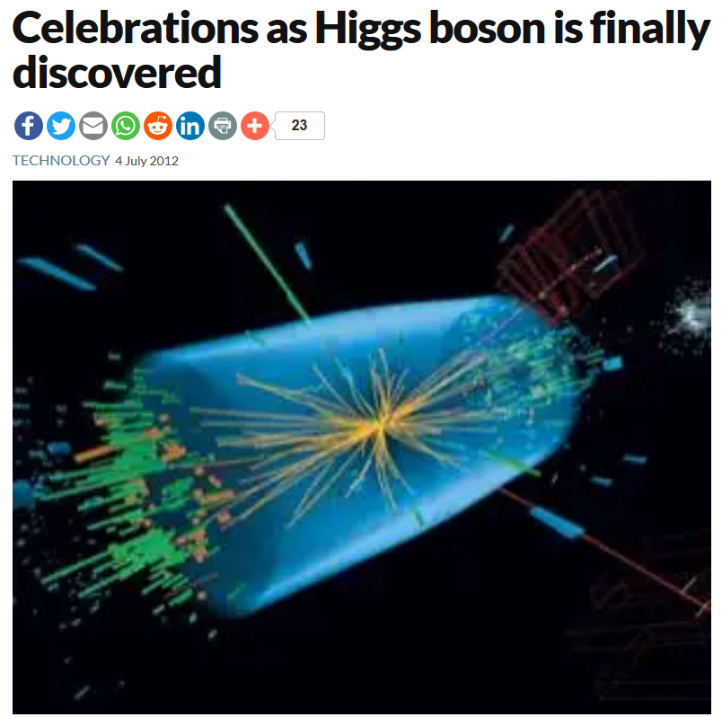 Celebrations as Higgs boson is finally
discovered
23
TECHNOLOGY 4 July 2012